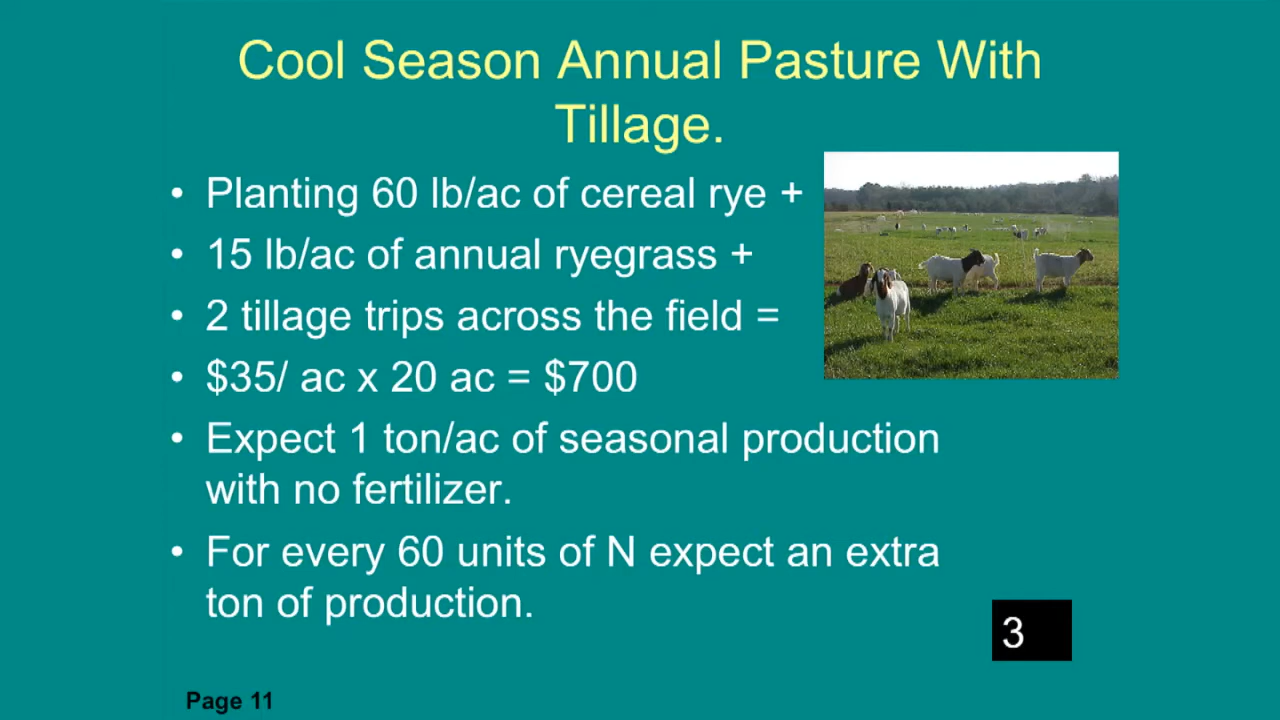 Cool Season Annual Pasture With
Tillage.
• Planting 60 lb/ac of cereal rye +
• 15 lb/ac of annual ryegrass +
• 2 tillage trips across the field =
• $35/ ac x 20 ac = $700
• Expect 1 ton/ac of seasonal production
with no fertilizer.
• For every 60 units of N expect an extra
ton of production.
3
Page 11